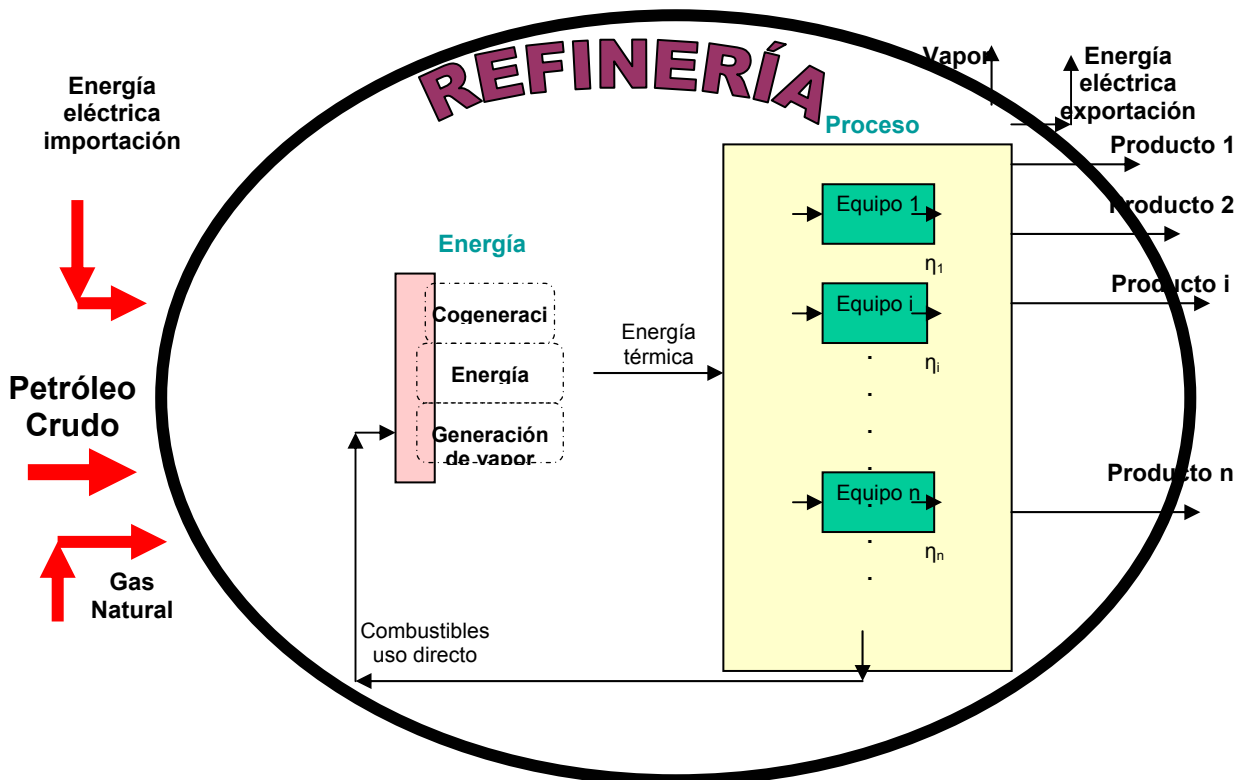 REFINERÍA
Energía
eléctrica
importación
Vapor
Energía
eléctrica
exportación
Proceso
Producto 1
Equipo 1
Producto 2
Energía
η1
Producto i
Equipo i
Cogeneraci
Energía
térmica
ηi
Energía
Petróleo
Crudo
Generación
de vapor
Producto n
Equipo n
ηn
Gas
Natural
Combustibles
uso directo